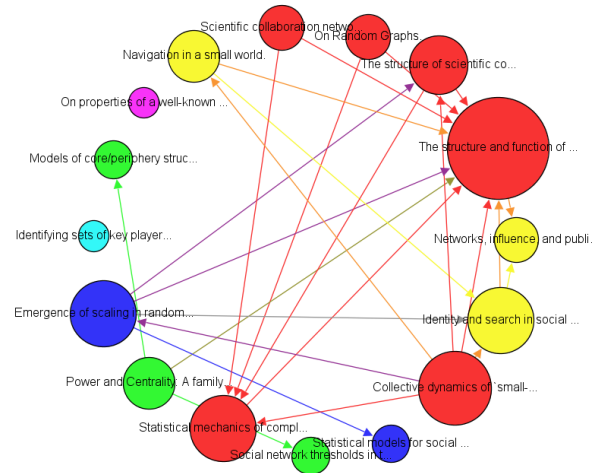 Scientific collaboration netwo...
On Random Graphs.
Navigation in a small world.
The structure of scientific co...
On properties of a well-known ...
The structure and function of ...
Models of core/periphery struc...
Identifying sets of key player...
Networks, influence, and publi...
Emergence of scaling in random...
Identity and search in social ...
Power and Centrality: A family ...
Collective dynamics of `small-...
Statistical mechanics of compl...
Statistical models for social ...
Social network thresholds in t...